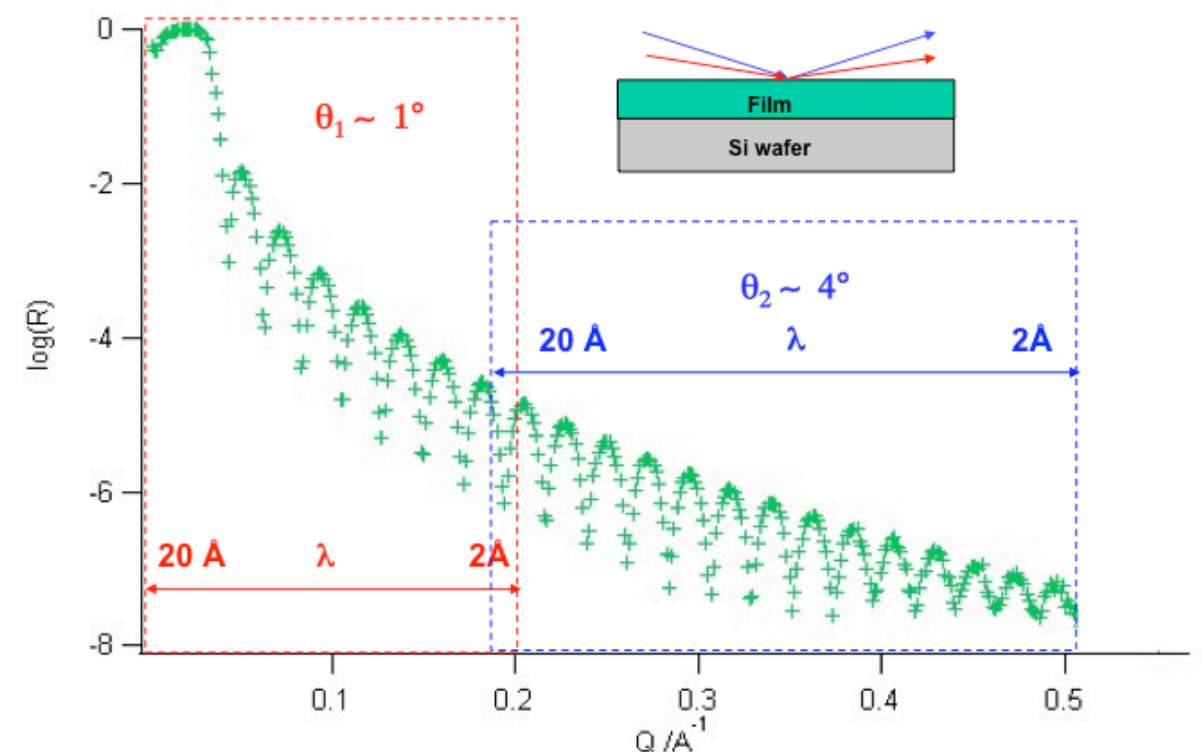 0
-2
-4
-6
-8
log(R)
θ₁ ~ 1°
Film
Si wafer
θ₂ ~ 4°
20 Å λ 2Å
20 Å λ 2Å
0.1 0.2 0.3 0.4 0.5
Q /A⁻¹